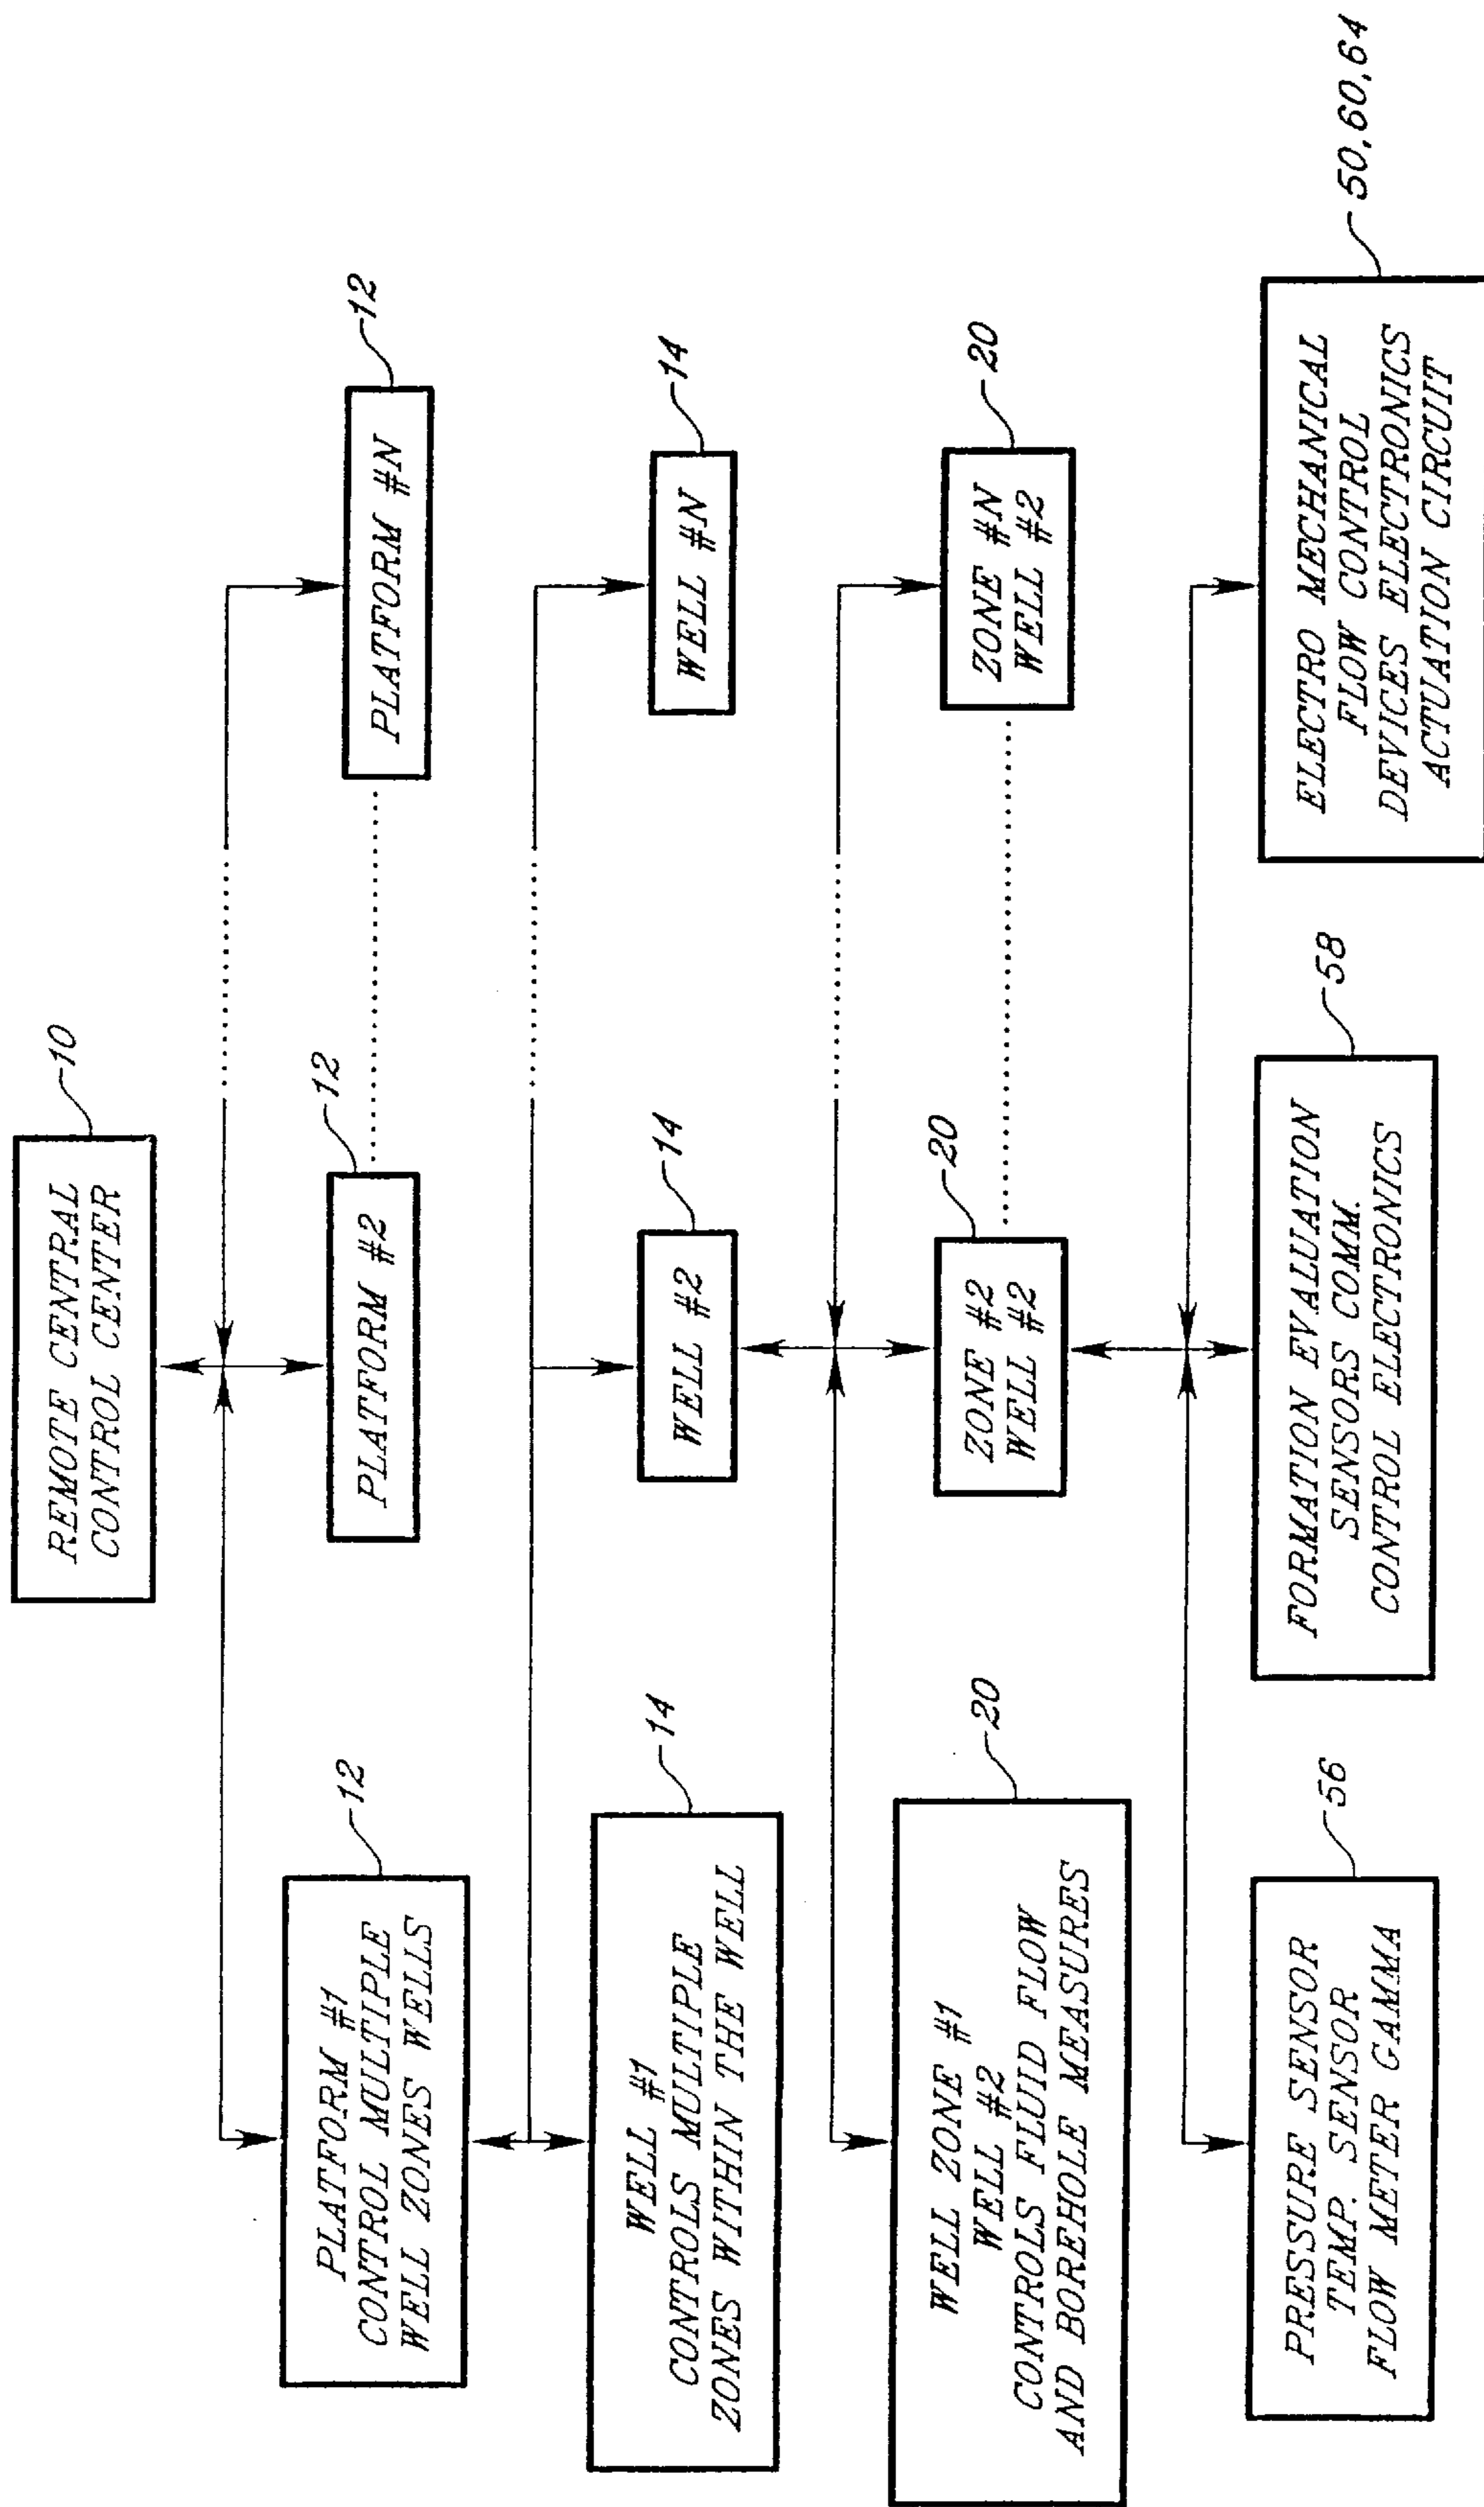 REMOTE CENTRAL
CONTROL CENTER
10
PLATFORM #1
CONTROL MULTIPLE
WELL ZONES WELLS
12
PLATFORM #2
12
PLATFORM #N
12
WELL #1
CONTROLS MULTIPLE
ZONES WITHIN THE WELL
14
WELL #2
14
WELL #N
14
WELL ZONE #1
WELL #2
CONTROLS FLUID FLOW
AND BOREHOLE MEASURES
20
ZONE #2
WELL #2
20
ZONE #N
WELL #2
20
PRESSURE SENSOR
TEMP. SENSOR
FLOW METER GAMMA
56
FORMATION EVALUATION
SENSORS COMM.
CONTROL ELECTRONICS
58
ELECTRO MECHANICAL
FLOW CONTROL
DEVICES ELECTRONICS
ACTUATION CIRCUIT
50,60,64